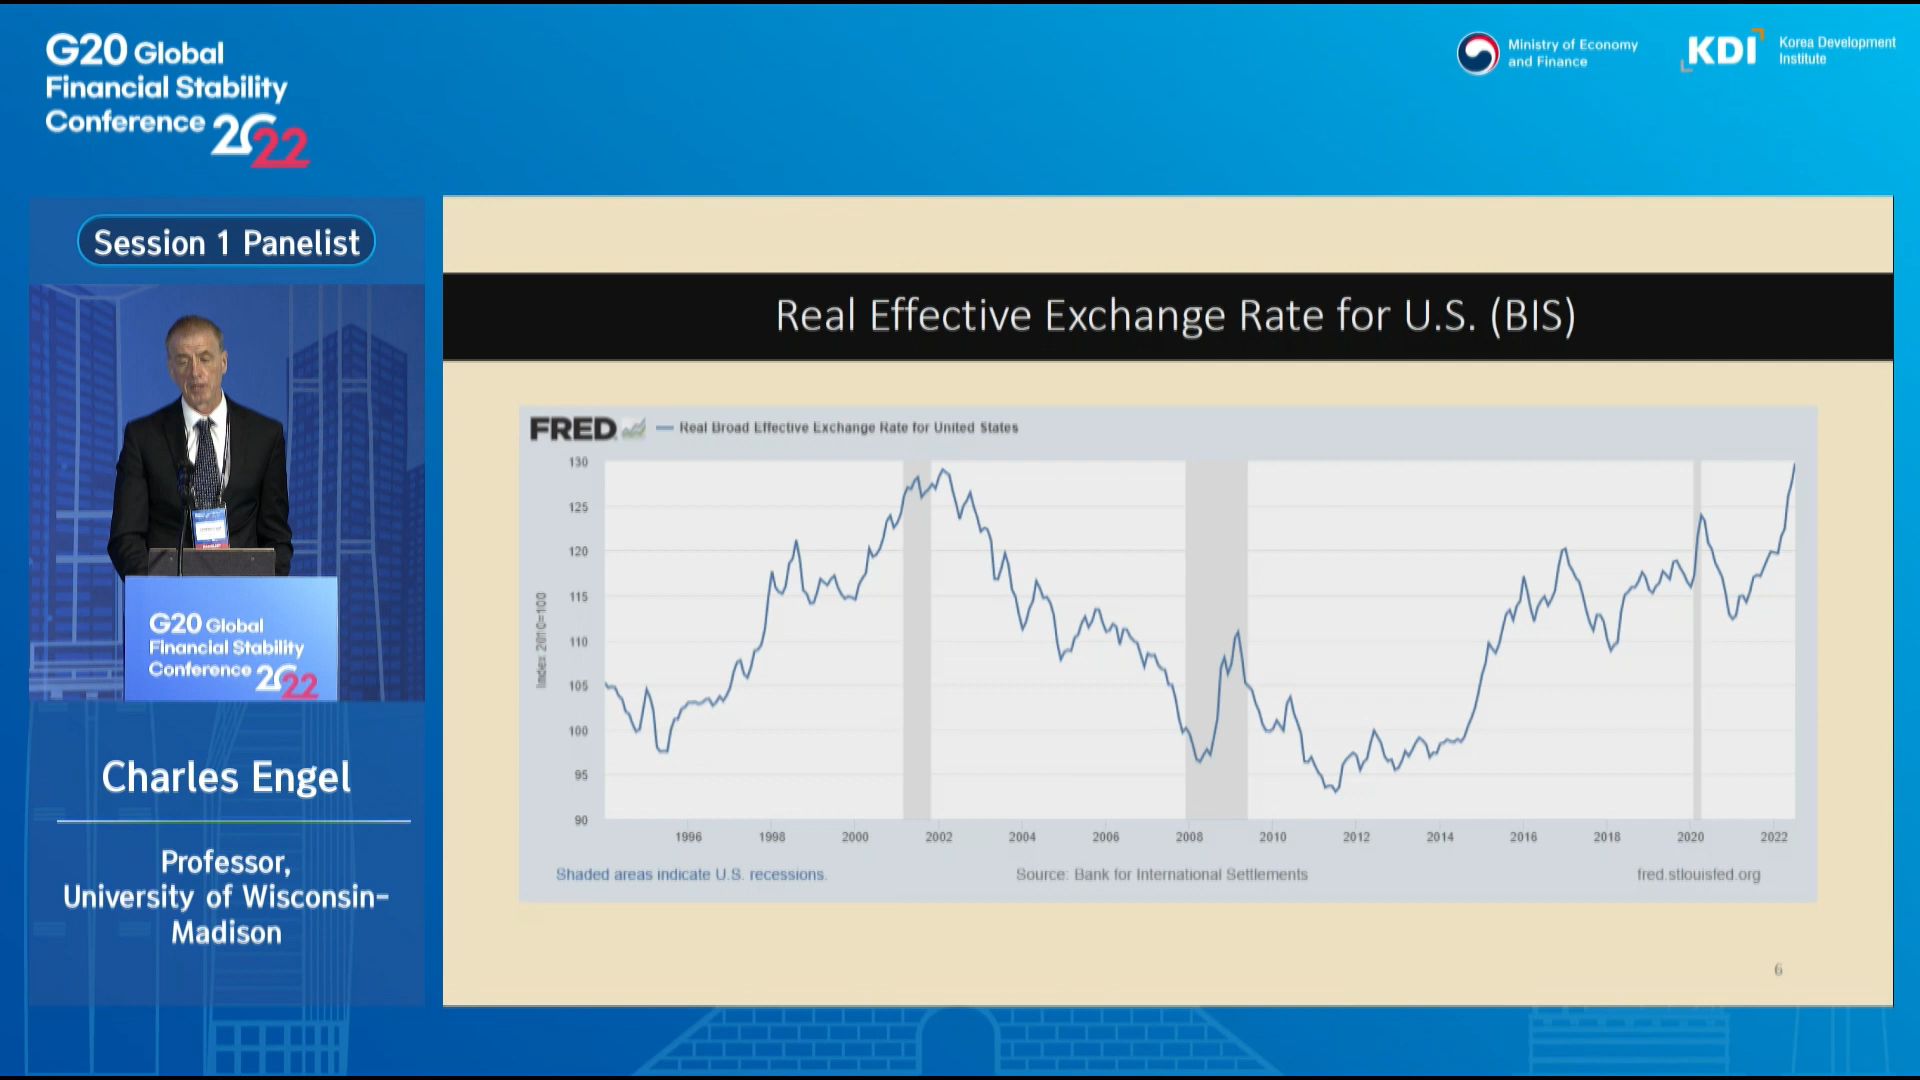 G20 Global
Financial Stability
Conference 2022
Ministry of Economy
and Finance
KDI
Korea Development
Institute
Session 1 Panelist
G20 Global
Financial Stability
Conference 2022
Charles Engel
Professor,
University of Wisconsin-
Madison
Real Effective Exchange Rate for U.S. (BIS)
FRED
Real Broad Effective Exchange Rate for United States
Index 2010=100
130
125
120
115
110
105
100
95
90
1996 1998 2000 2002 2004 2006 2008 2010 2012 2014 2016 2018 2020 2022
Shaded areas indicate U.S. recessions.
Source: Bank for International Settlements
fred.stlouisfed.org
6